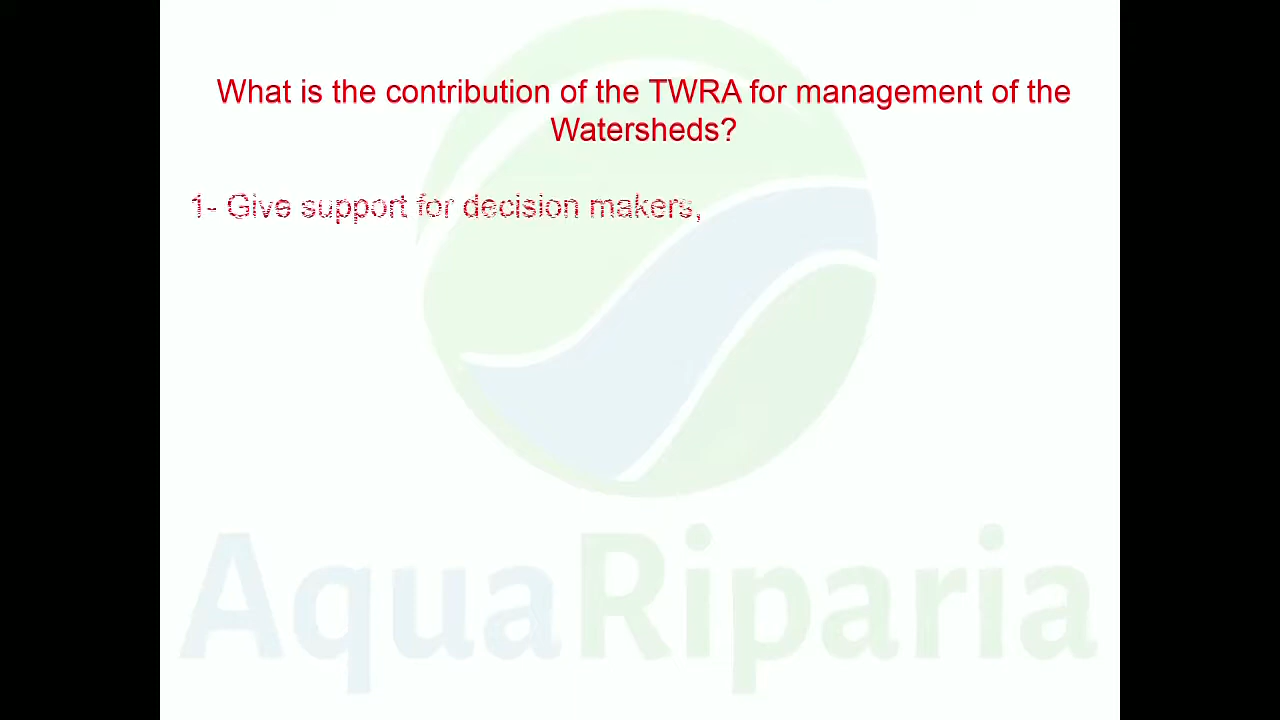 What is the contribution of the TWRA for management of the
Watersheds?
1- Give support for decision makers,
AquaRiparia